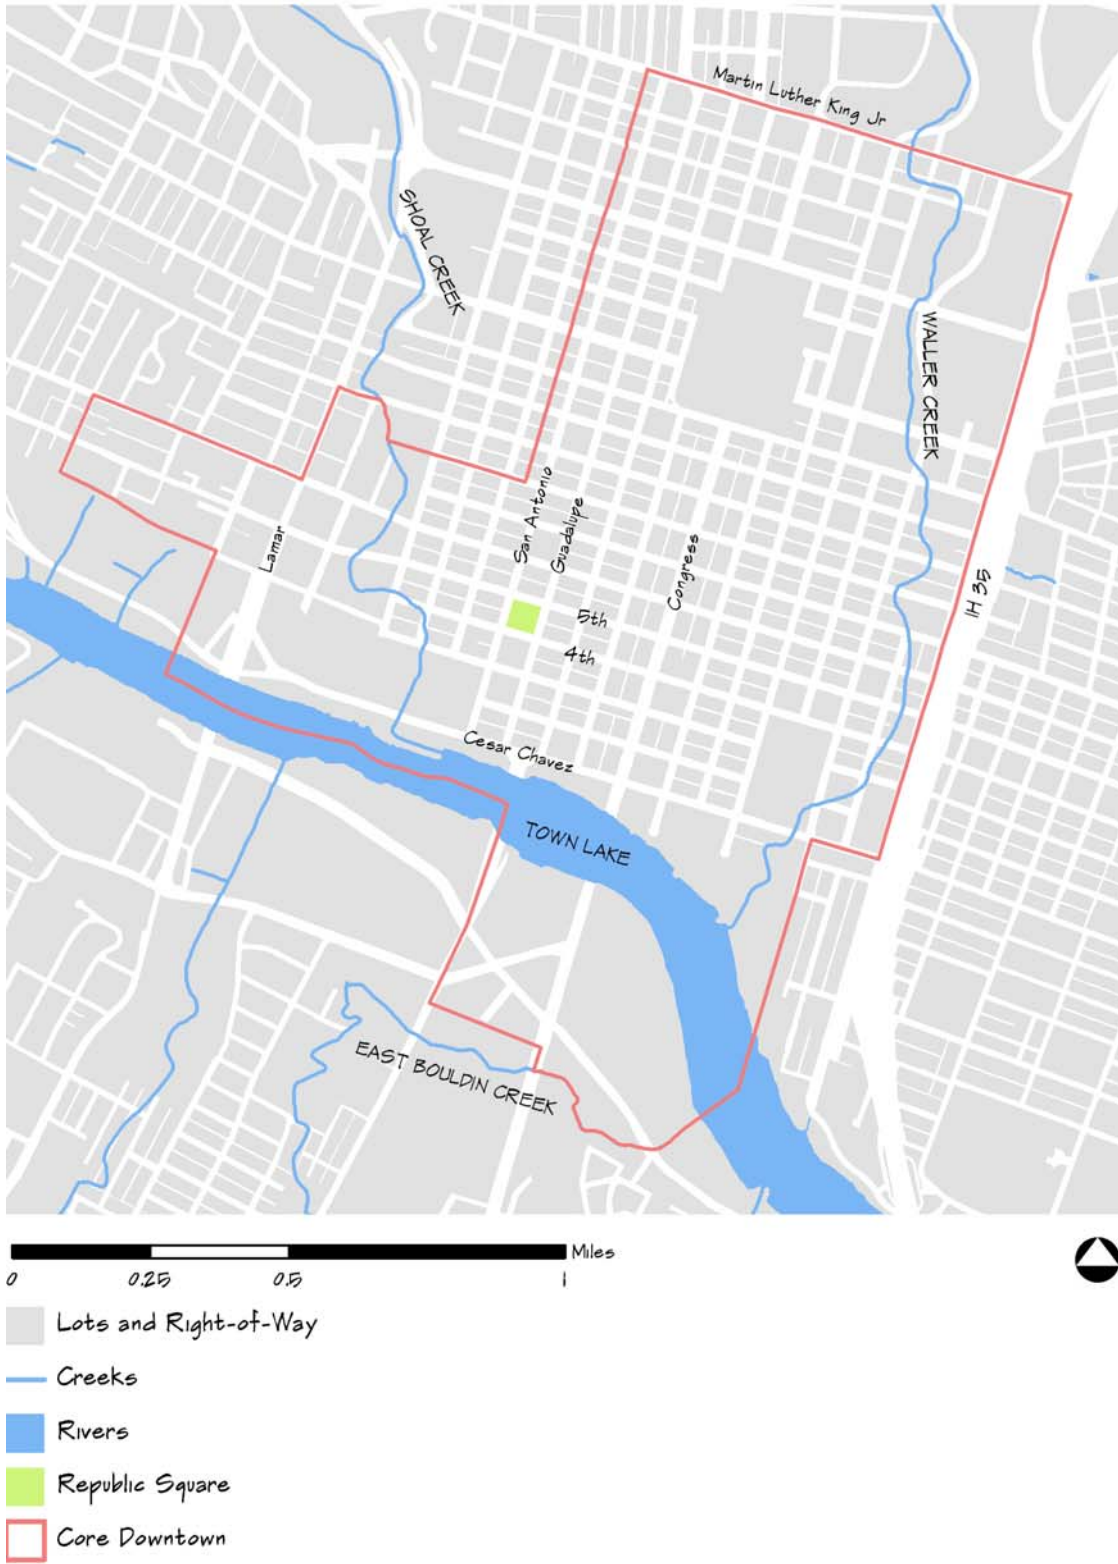 Martin Luther King Jr
SHOAL CREEK
WALLER CREEK
San Antonio
Guadalupe
Lamar
Congress
IH 35
5th
4th
Cesar Chavez
TOWN LAKE
EAST BOULDIN CREEK
Miles
0 0.25 0.5 1
Lots and Right-of-Way
Creeks
Rivers
Republic Square
Core Downtown